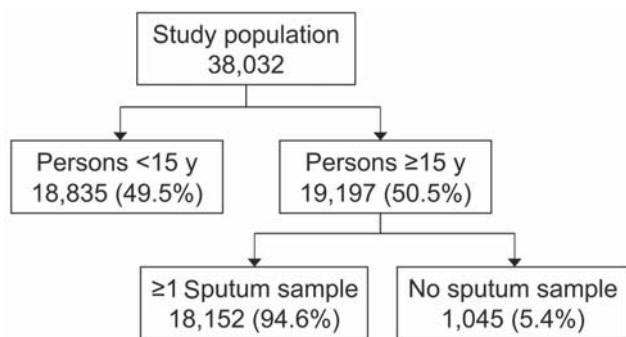 Study population
38,032
Persons <15 y
18,835 (49.5%)
Persons ≥15 y
19,197 (50.5%)
≥1 Sputum sample
18,152 (94.6%)
No sputum sample
1,045 (5.4%)